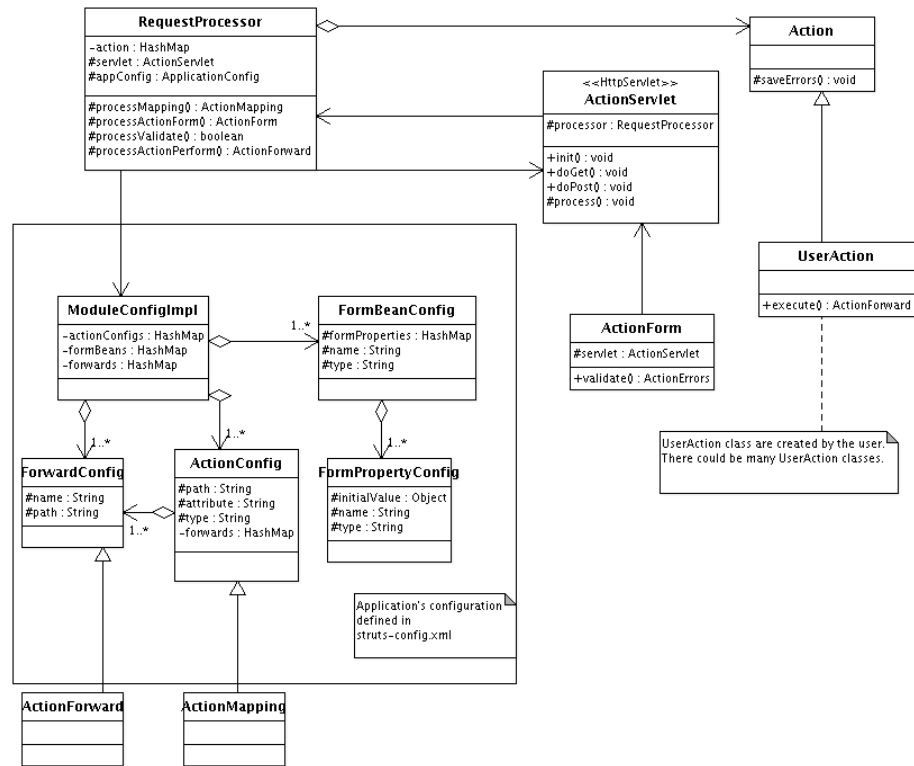 RequestProcessor
-action : HashMap
#servlet : ActionServlet
#appConfig : ApplicationConfig
#processMapping() : ActionMapping
#processActionForm() : ActionForm
#processValidate() : boolean
#processActionPerform() : ActionForward
Action
#saveErrors() : void
<<HttpServlet>>
ActionServlet
#processor : RequestProcessor
+init() : void
+doGet() : void
+doPost() : void
#process() : void
UserAction
+execute() : ActionForward
ModuleConfigImpl
-actionConfigs : HashMap
-formBeans : HashMap
-forwards : HashMap
1..*
FormBeanConfig
#formProperties : HashMap
#name : String
#type : String
ActionForm
#servlet : ActionServlet
+validate() : ActionErrors
1..*
1..*
1..*
UserAction class are created by the user.
There could be many UserAction classes.
ForwardConfig
#name : String
#path : String
1..*
ActionConfig
#path : String
#attribute : String
#type : String
-forwards : HashMap
FormPropertyConfig
#initialValue : Object
#name : String
#type : String
Application's configuration
defined in
struts-config.xml
ActionForward
ActionMapping